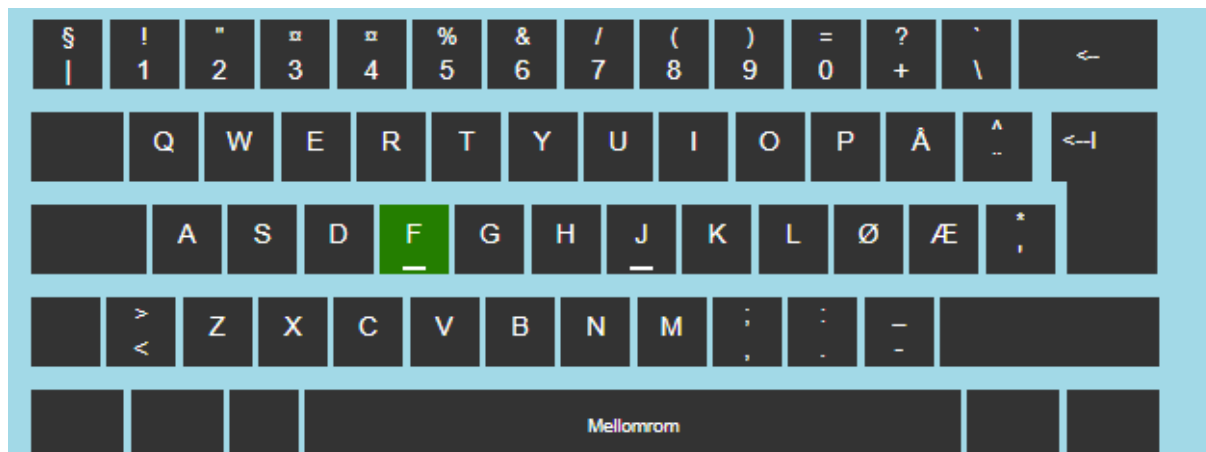 § ! " ¤ ¤ % & / ( ) = ? `
| 1 2 3 4 5 6 7 8 9 0 + \ <--
Q W E R T Y U I O P Å ^ ¨ <--|
A S D F G H J K L Ø Æ * '
> < Z X C V B N M ; , : . _ -
Mellomrom